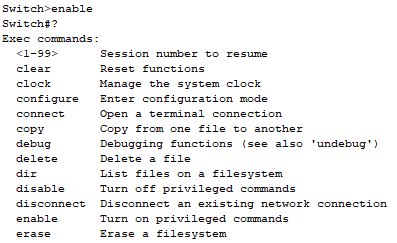 Switch>enable
Switch#?
Exec commands:
  <1-99>      Session number to resume
  clear       Reset functions
  clock       Manage the system clock
  configure   Enter configuration mode
  connect     Open a terminal connection
  copy        Copy from one file to another
  debug       Debugging functions (see also 'undebug')
  delete      Delete a file
  dir         List files on a filesystem
  disable     Turn off privileged commands
  disconnect  Disconnect an existing network connection
  enable      Turn on privileged commands
  erase       Erase a filesystem